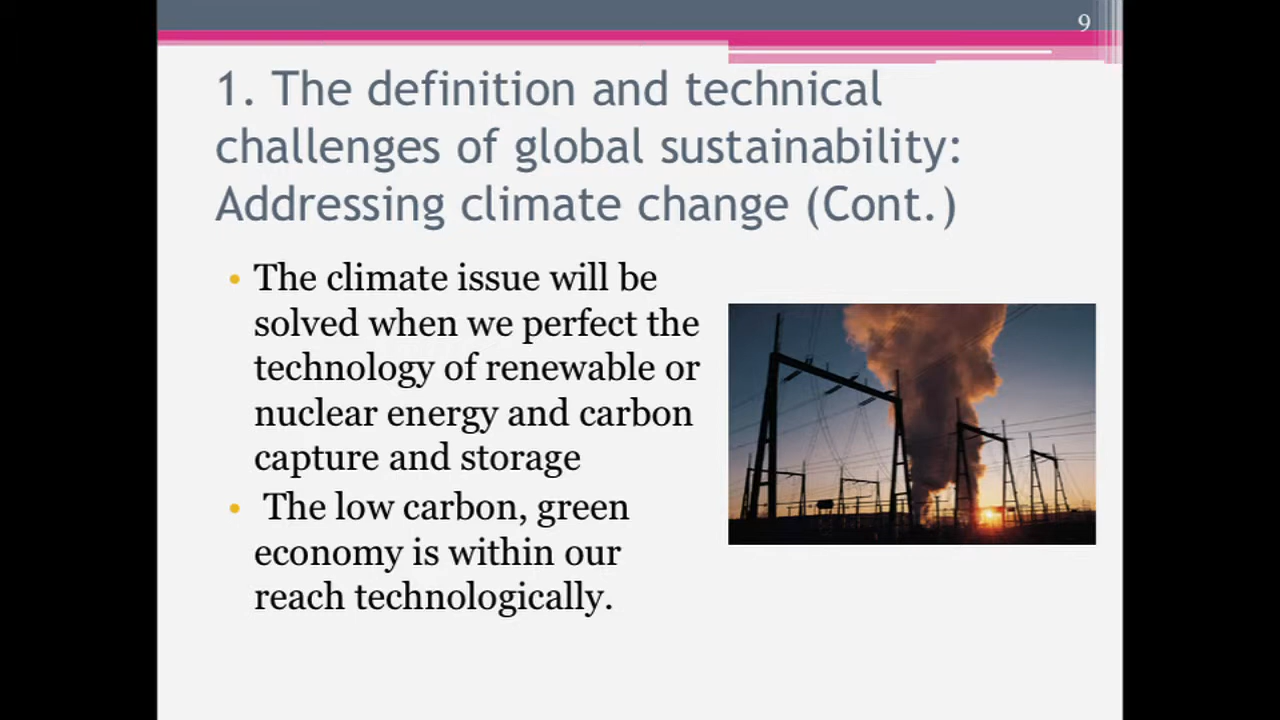 9
1. The definition and technical
challenges of global sustainability:
Addressing climate change (Cont.)
• The climate issue will be
solved when we perfect the
technology of renewable or
nuclear energy and carbon
capture and storage
• The low carbon, green
economy is within our
reach technologically.